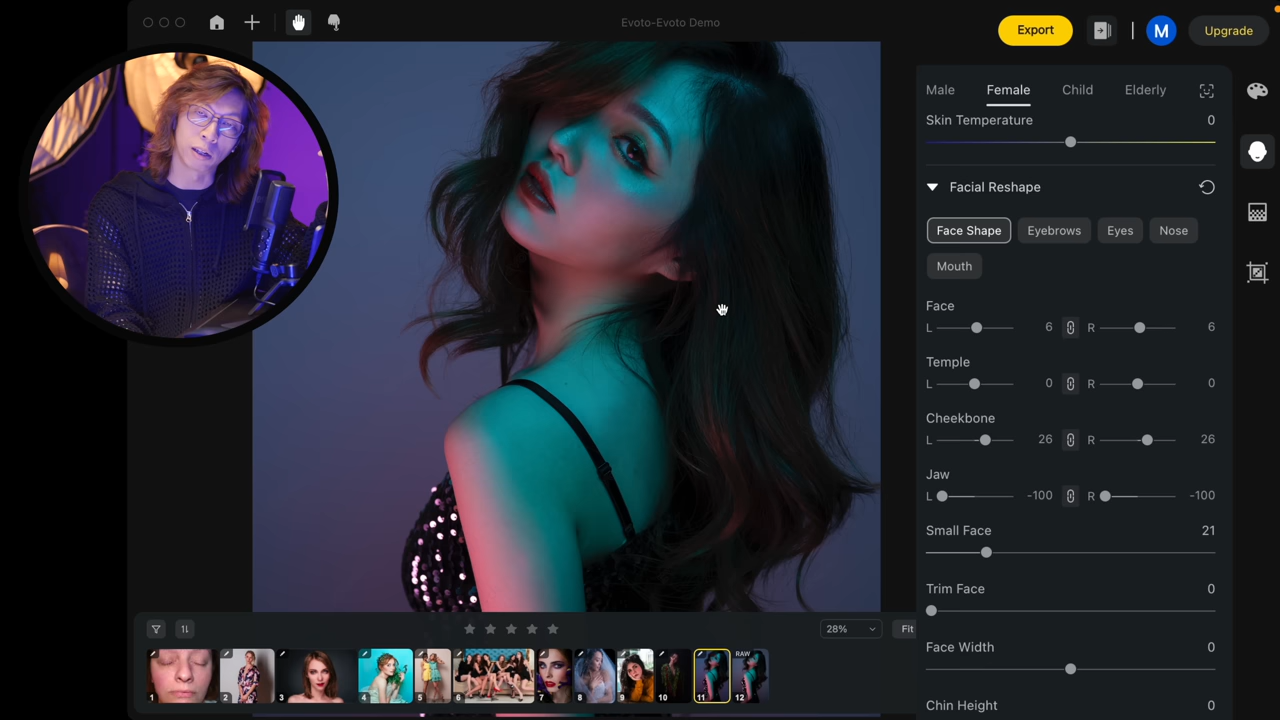 Evoto-Evoto Demo
Export
M
Upgrade
Male
Female
Child
Elderly
Skin Temperature
0
Facial Reshape
Face Shape
Eyebrows
Eyes
Nose
Mouth
Face
L
6
R
6
Temple
L
0
R
0
Cheekbone
L
26
R
26
Jaw
L
-100
R
-100
Small Face
21
Trim Face
0
Face Width
0
Chin Height
0
28%
Fit
RAW
1
2
3
4
5
6
7
8
9
10
11
12